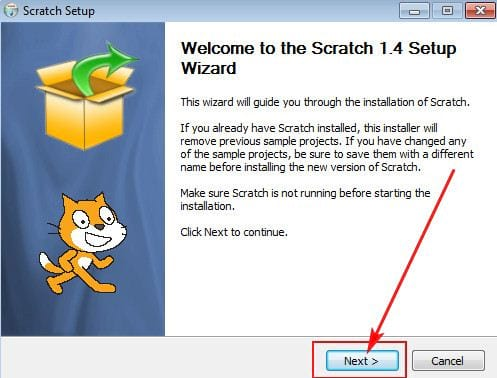 Scratch Setup
Welcome to the Scratch 1.4 Setup
Wizard
This wizard will guide you through the installation of Scratch.
If you already have Scratch installed, this installer will
remove previous sample projects. If you have changed any
of the sample projects, be sure to save them with a different
name before installing the new version of Scratch.
Make sure Scratch is not running before starting the
installation.
Click Next to continue.
Next >
Cancel